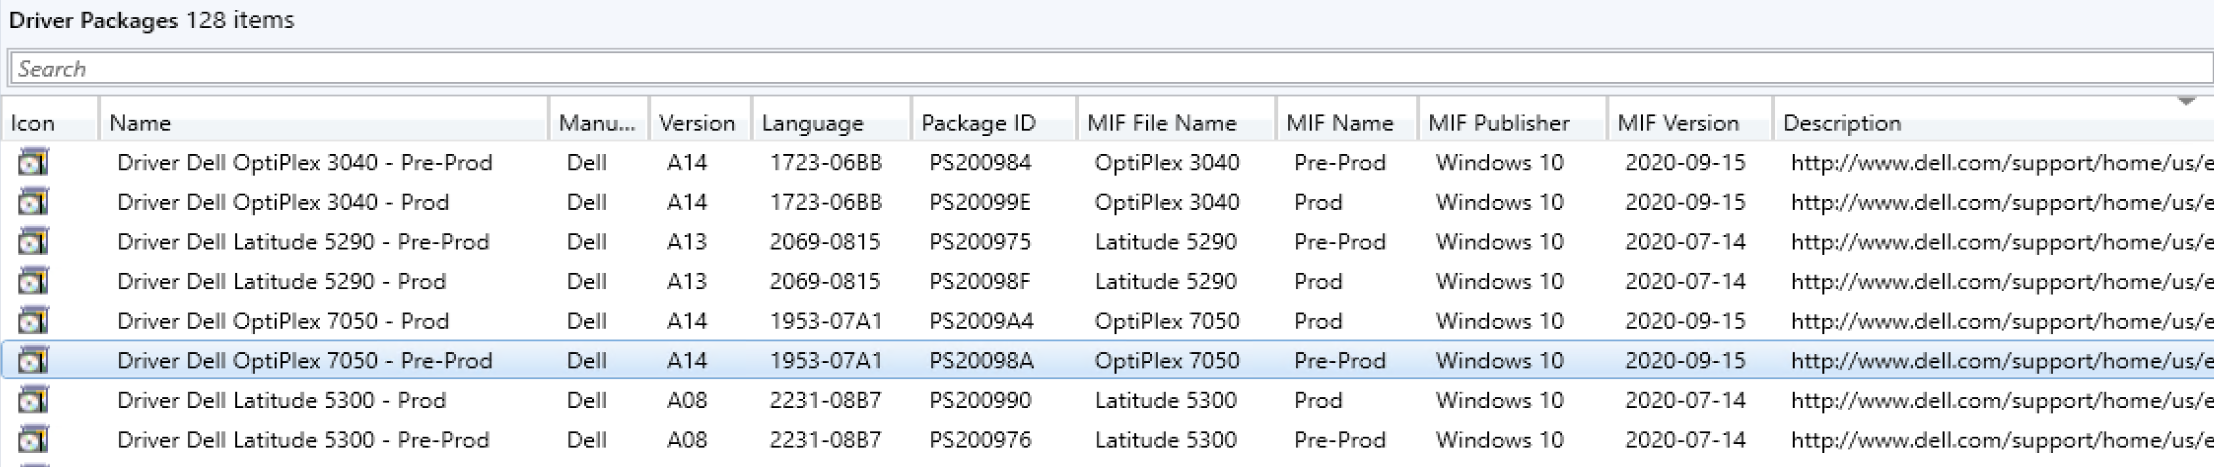 Driver Packages 128 items
Search
Icon Name Manu... Version Language Package ID MIF File Name MIF Name MIF Publisher MIF Version Description
Driver Dell OptiPlex 3040 - Pre-Prod Dell A14 1723-06BB PS200984 OptiPlex 3040 Pre-Prod Windows 10 2020-09-15 http://www.dell.com/support/home/us/e
Driver Dell OptiPlex 3040 - Prod Dell A14 1723-06BB PS20099E OptiPlex 3040 Prod Windows 10 2020-09-15 http://www.dell.com/support/home/us/e
Driver Dell Latitude 5290 - Pre-Prod Dell A13 2069-0815 PS200975 Latitude 5290 Pre-Prod Windows 10 2020-07-14 http://www.dell.com/support/home/us/e
Driver Dell Latitude 5290 - Prod Dell A13 2069-0815 PS20098F Latitude 5290 Prod Windows 10 2020-07-14 http://www.dell.com/support/home/us/e
Driver Dell OptiPlex 7050 - Prod Dell A14 1953-07A1 PS2009A4 OptiPlex 7050 Prod Windows 10 2020-09-15 http://www.dell.com/support/home/us/e
Driver Dell OptiPlex 7050 - Pre-Prod Dell A14 1953-07A1 PS20098A OptiPlex 7050 Pre-Prod Windows 10 2020-09-15 http://www.dell.com/support/home/us/e
Driver Dell Latitude 5300 - Prod Dell A08 2231-08B7 PS200990 Latitude 5300 Prod Windows 10 2020-07-14 http://www.dell.com/support/home/us/e
Driver Dell Latitude 5300 - Pre-Prod Dell A08 2231-08B7 PS200976 Latitude 5300 Pre-Prod Windows 10 2020-07-14 http://www.dell.com/support/home/us/e